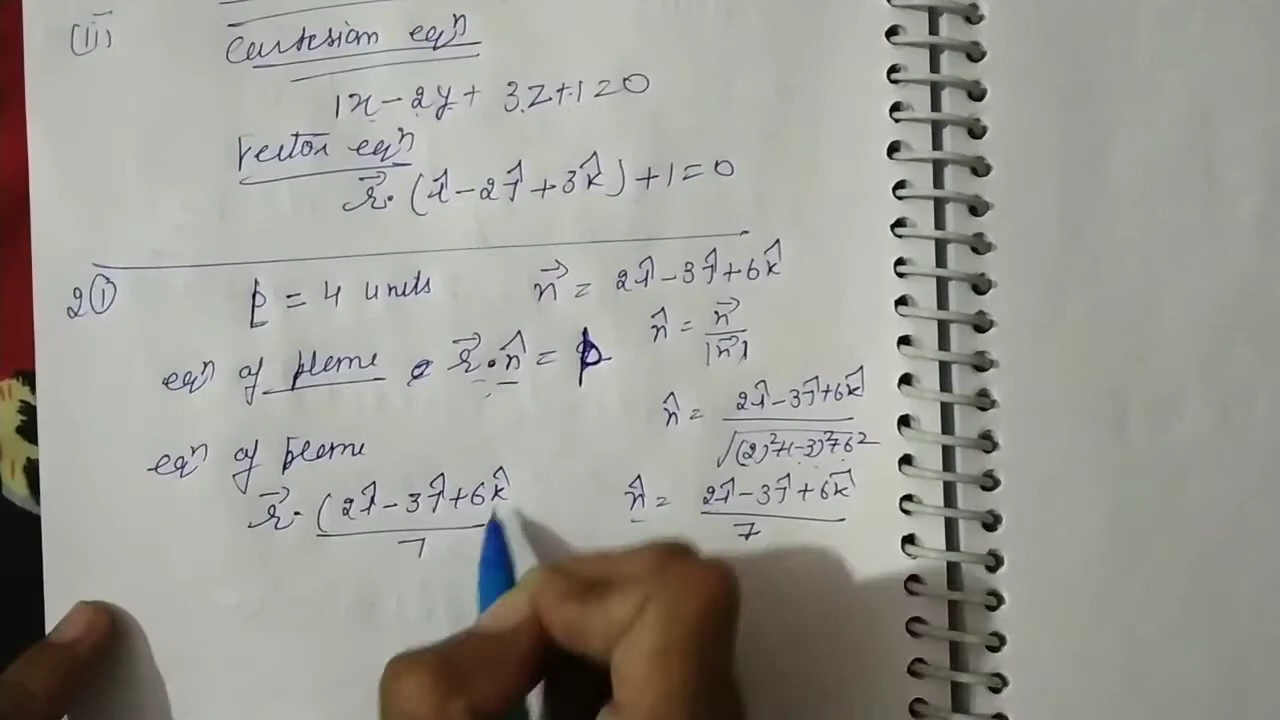 (ii)
Cartesian eqⁿ
1x - 2y + 3z + 1 = 0
Vector eqⁿ
r⃗ · (î - 2ĵ + 3k̂) + 1 = 0
2 ①
p = 4 units
n⃗ = 2î - 3ĵ + 6k̂
n̂ = n⃗ / |n⃗|
eqⁿ of plane r⃗ · n̂ = p
n̂ = 2î - 3ĵ + 6k̂ / √(2)² + (-3)² + 6²
eqⁿ of plane
r⃗ · (2î - 3ĵ + 6k̂ / 7
n̂ = 2î - 3ĵ + 6k̂ / 7